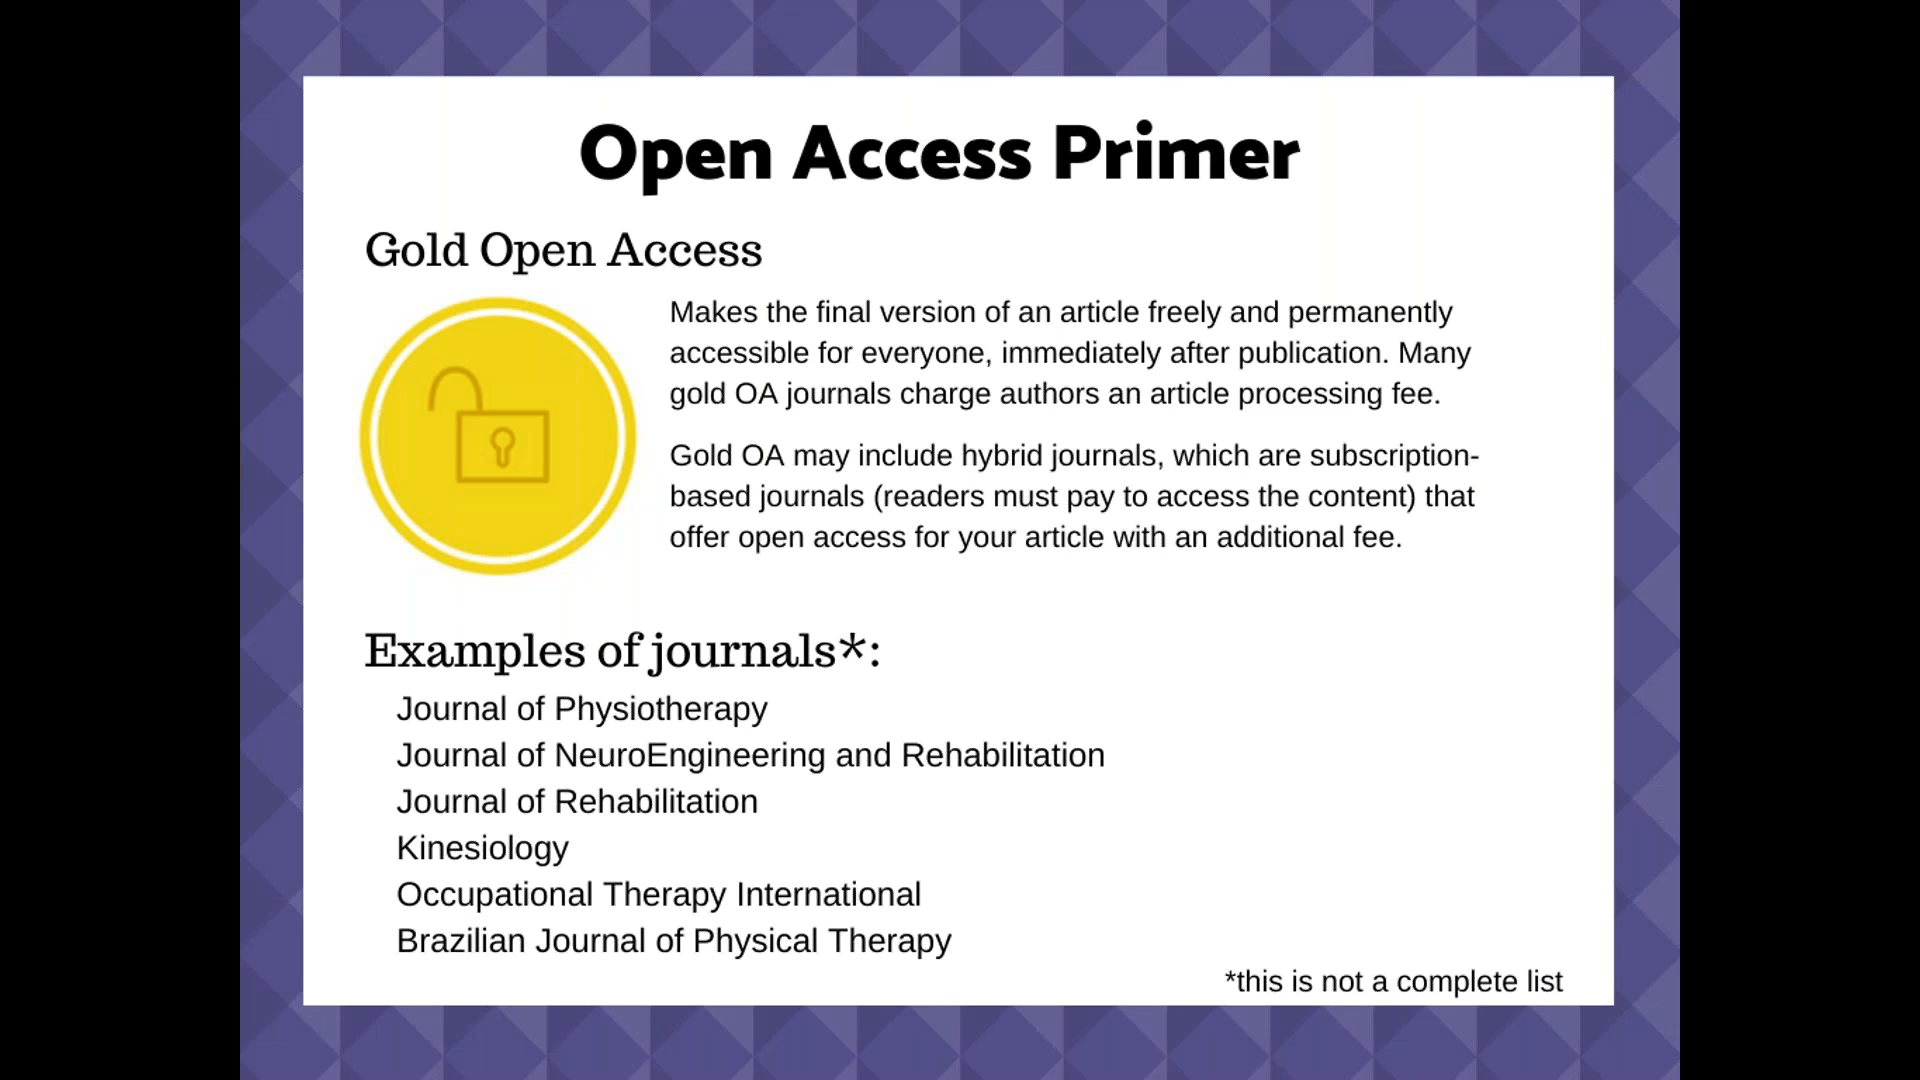 Open Access Primer
Gold Open Access
Makes the final version of an article freely and permanently
accessible for everyone, immediately after publication. Many
gold OA journals charge authors an article processing fee.
Gold OA may include hybrid journals, which are subscription-
based journals (readers must pay to access the content) that
offer open access for your article with an additional fee.
Examples of journals*:
Journal of Physiotherapy
Journal of NeuroEngineering and Rehabilitation
Journal of Rehabilitation
Kinesiology
Occupational Therapy International
Brazilian Journal of Physical Therapy
*this is not a complete list